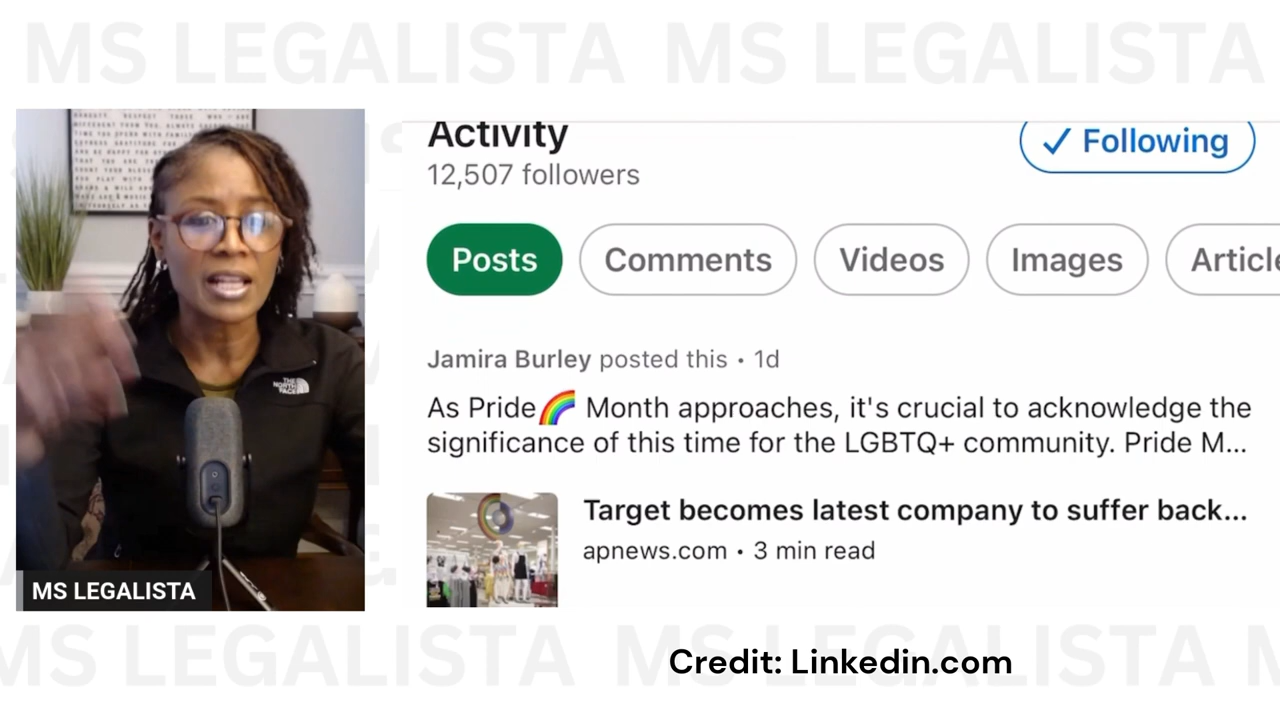 MS LEGALISTA MS LEGALISTA
Activity
12,507 followers
✓ Following
Posts
Comments
Videos
Images
Article
Jamira Burley posted this • 1d
As Pride🌈 Month approaches, it's crucial to acknowledge the
significance of this time for the LGBTQ+ community. Pride M...
Target becomes latest company to suffer back...
apnews.com • 3 min read
THE NORTH FACE
MS LEGALISTA
MS LEGALISTA MS LEGALISTA
Credit: Linkedin.com